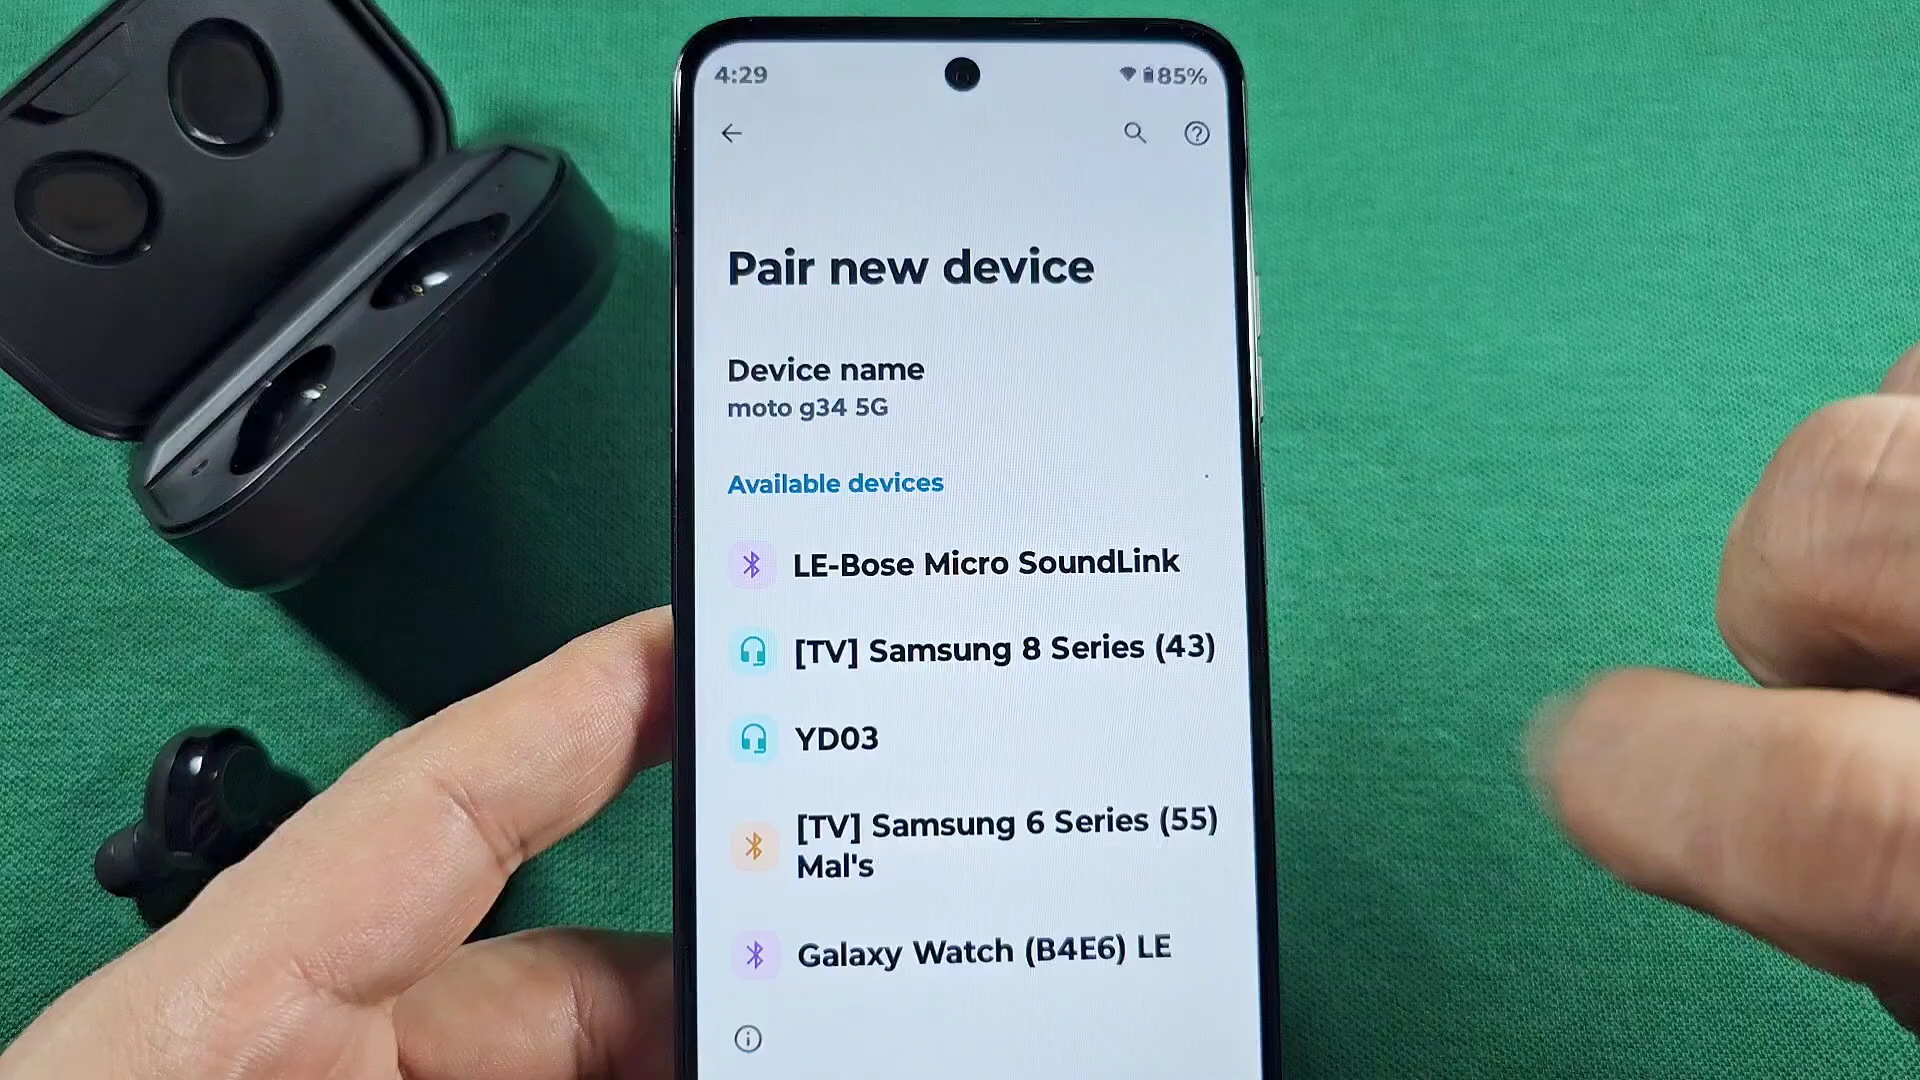 4:29
85%
Pair new device
Device name
moto g34 5G
Available devices
LE-Bose Micro SoundLink
[TV] Samsung 8 Series (43)
YD03
[TV] Samsung 6 Series (55)
Mal's
Galaxy Watch (B4E6) LE